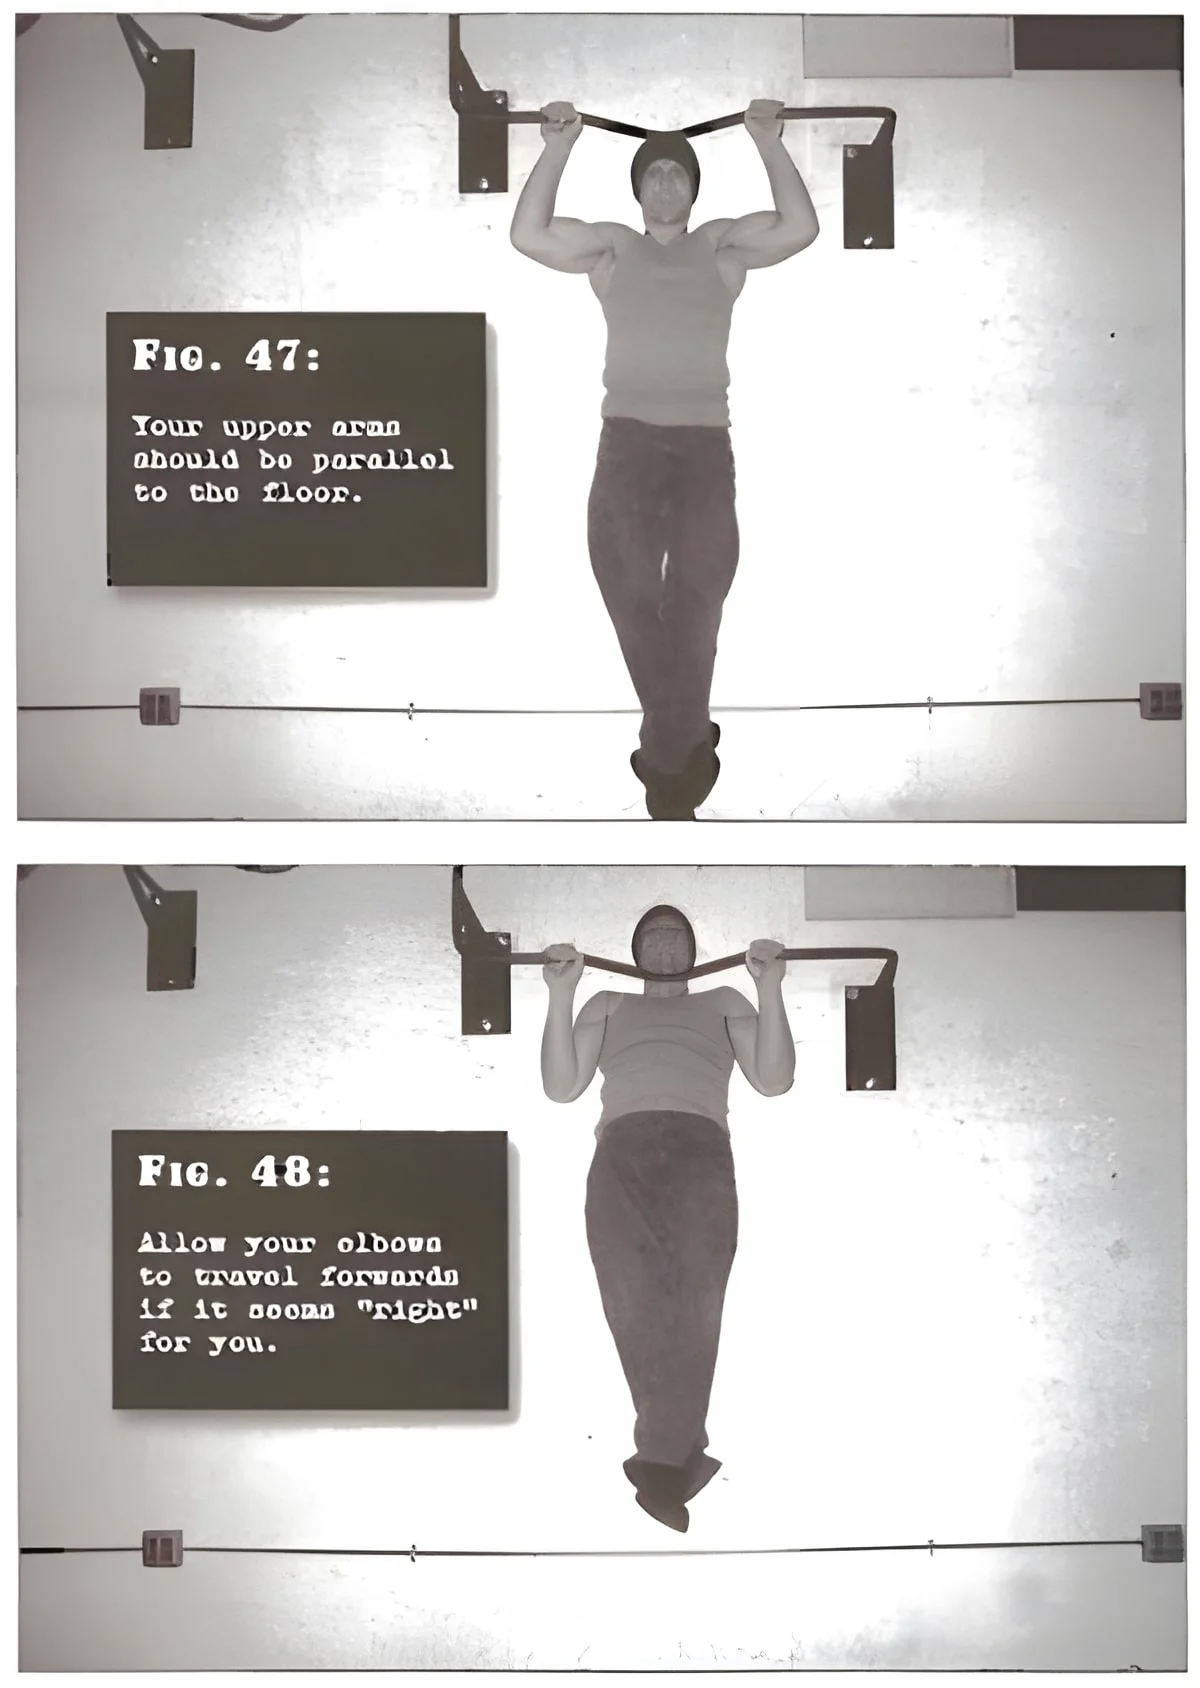 Fig. 47:
Your upper arms
should be parallel
to the floor.
Fig. 48:
Allow your elbows
to travel forwards
if it seems "right"
for you.